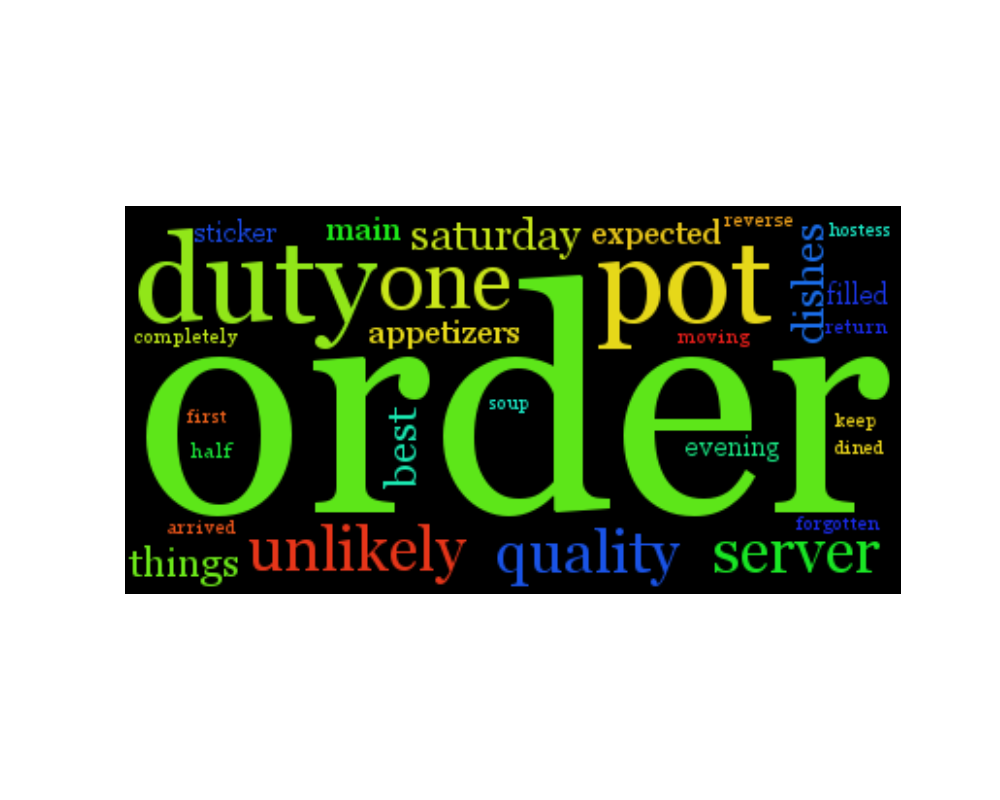 sticker
main
saturday
expected
reverse
hostess
duty
one
pot
dishes
filled
return
completely
appetizers
moving
order
first
half
best
soup
evening
keep
dined
arrived
forgotten
things
unlikely
quality
server